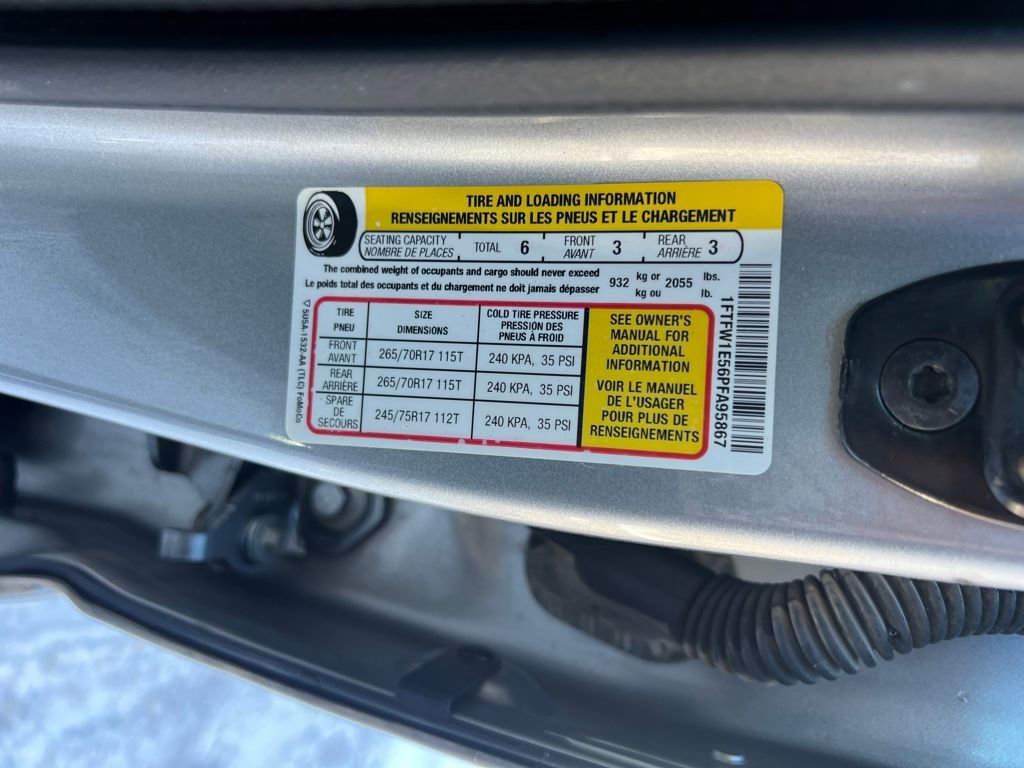 TIRE AND LOADING INFORMATION
RENSEIGNEMENTS SUR LES PNEUS ET LE CHARGEMENT
SEATING CAPACITY
NOMBRE DE PLACES
TOTAL 6
FRONT
AVANT
3
REAR
ARRIÈRE
3
The combined weight of occupants and cargo should never exceed
Le poids total des occupants et du chargement ne doit jamais dépasser
932
kg or
kg ou
2055
lbs.
lb.
TIRE
PNEU
SIZE
DIMENSIONS
COLD TIRE PRESSURE
PRESSION DES
PNEUS À FROID
FRONT
AVANT
265/70R17 115T
240 KPA, 35 PSI
REAR
ARRIÈRE
265/70R17 115T
240 KPA, 35 PSI
SPARE
DE
SECOURS
245/75R17 112T
240 KPA, 35 PSI
SEE OWNER'S
MANUAL FOR
ADDITIONAL
INFORMATION
VOIR LE MANUEL
DE L'USAGER
POUR PLUS DE
RENSEIGNEMENTS
1FTFW1E56PFA95867
▽ 5U5A-1532-AA (TLC) FoMoCo